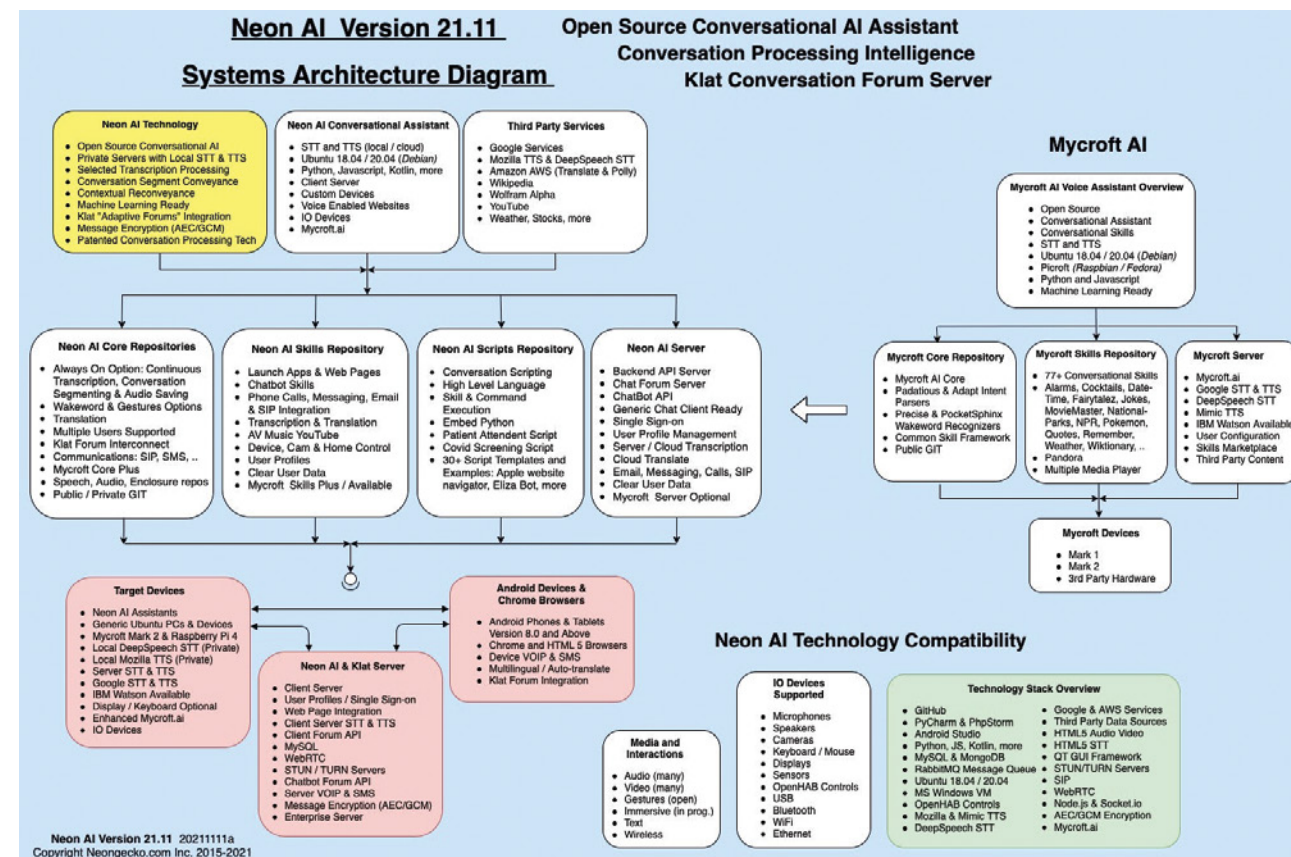 Neon AI Version 21.11
Systems Architecture Diagram
Open Source Conversational AI Assistant
Conversation Processing Intelligence
Klat Conversation Forum Server
Neon AI Technology
• Open Source Conversational AI
• Private Servers with Local STT & TTS
• Selected Transcription Processing
• Conversation Segment Conveyance
• Contextual Reconveyance
• Machine Learning Ready
• Klat "Adaptive Forums" Integration
• Message Encryption (AEC/GCM)
• Patented Conversation Processing Tech
Neon AI Conversational Assistant
• STT and TTS (local / cloud)
• Ubuntu 18.04 / 20.04 (Debian)
• Python, Javascript, Kotlin, more
• Client Server
• Custom Devices
• Voice Enabled Websites
• IO Devices
• Mycroft.ai
Third Party Services
• Google Services
• Mozilla TTS & DeepSpeech STT
• Amazon AWS (Translate & Polly)
• Wikipedia
• Wolfram Alpha
• YouTube
• Weather, Stocks, more
Neon AI Core Repositories
• Always On Option: Continuous
Transcription, Conversation
Segmenting & Audio Saving
• Wakeword & Gestures Options
• Translation
• Multiple Users Supported
• Klat Forum Interconnect
• Communications: SIP, SMS, ..
• Mycroft Core Plus
• Speech, Audio, Enclosure repos
• Public / Private GIT
Neon AI Skills Repository
• Launch Apps & Web Pages
• Chatbot Skills
• Phone Calls, Messaging, Email
& SIP Integration
• Transcription & Translation
• AV Music YouTube
• Device, Cam & Home Control
• User Profiles
• Clear User Data
• Mycroft Skills Plus / Available
Neon AI Scripts Repository
• Conversation Scripting
• High Level Language
• Skill & Command
Execution
• Embed Python
• Patient Attendent Script
• Covid Screening Script
• 30+ Script Templates and
Examples: Apple website
navigator, Eliza Bot, more
Neon AI Server
• Backend API Server
• Chat Forum Server
• ChatBot API
• Generic Chat Client Ready
• Single Sign-on
• User Profile Management
• Server / Cloud Transcription
• Cloud Translate
• Email, Messaging, Calls, SIP
• Clear User Data
• Mycroft Server Optional
Mycroft AI
Mycroft AI Voice Assistant Overview
• Open Source
• Conversational Assistant
• Conversational Skills
• STT and TTS
• Ubuntu 18.04 / 20.04 (Debian)
• Picroft (Raspbian / Fedora)
• Python and Javascript
• Machine Learning Ready
Mycroft Core Repository
• Mycroft AI Core
• Padatious & Adapt Intent
Parsers
• Precise & PocketSphinx
Wakeword Recognizers
• Common Skill Framework
• Public GIT
Mycroft Skills Repository
• 77+ Conversational Skills
• Alarms, Cocktails, Date-
Time, Fairytalez, Jokes,
MovieMaster, National-
Parks, NPR, Pokemon,
Quotes, Remember,
Weather, Wiktionary, ..
• Pandora
• Multiple Media Player
Mycroft Server
• Mycroft.ai
• Google STT & TTS
• DeepSpeech STT
• Mimic TTS
• IBM Watson Available
• User Configuration
• Skills Marketplace
• Third Party Content
Mycroft Devices
• Mark 1
• Mark 2
• 3rd Party Hardware
Target Devices
• Neon AI Assistants
• Generic Ubuntu PCs & Devices
• Mycroft Mark 2 & Raspberry Pi 4
• Local DeepSpeech STT (Private)
• Local Mozilla TTS (Private)
• Server STT & TTS
• Google STT & TTS
• IBM Watson Available
• Display / Keyboard Optional
• Enhanced Mycroft.ai
• IO Devices
Neon AI & Klat Server
• Client Server
• User Profiles / Single Sign-on
• Web Page Integration
• Client Server STT & TTS
• Client Forum API
• MySQL
• WebRTC
• STUN / TURN Servers
• Chatbot Forum API
• Server VOIP & SMS
• Message Encryption (AEC/GCM)
• Enterprise Server
Android Devices &
Chrome Browsers
• Android Phones & Tablets
Version 8.0 and Above
• Chrome and HTML 5 Browsers
• Device VOIP & SMS
• Multilingual / Auto-translate
• Klat Forum Integration
Neon AI Technology Compatibility
Media and
Interactions
• Audio (many)
• Video (many)
• Gestures (open)
• Immersive (in prog.)
• Text
• Wireless
IO Devices
Supported
• Microphones
• Speakers
• Cameras
• Keyboard / Mouse
• Displays
• Sensors
• OpenHAB Controls
• USB
• Bluetooth
• WiFi
• Ethernet
Technology Stack Overview
• GitHub
• PyCharm & PhpStorm
• Android Studio
• Python, JS, Kotlin, more
• MySQL & MongoDB
• RabbitMQ Message Queue
• Ubuntu 18.04 / 20.04
• MS Windows VM
• OpenHAB Controls
• Mozilla & Mimic TTS
• DeepSpeech STT
• Google & AWS Services
• Third Party Data Sources
• HTML5 Audio Video
• HTML5 STT
• QT GUI Framework
• STUN/TURN Servers
• SIP
• WebRTC
• Node.js & Socket.io
• AEC/GCM Encryption
• Mycroft.ai
Neon AI Version 21.11 20211111a
Copyright Neongecko.com Inc. 2015-2021